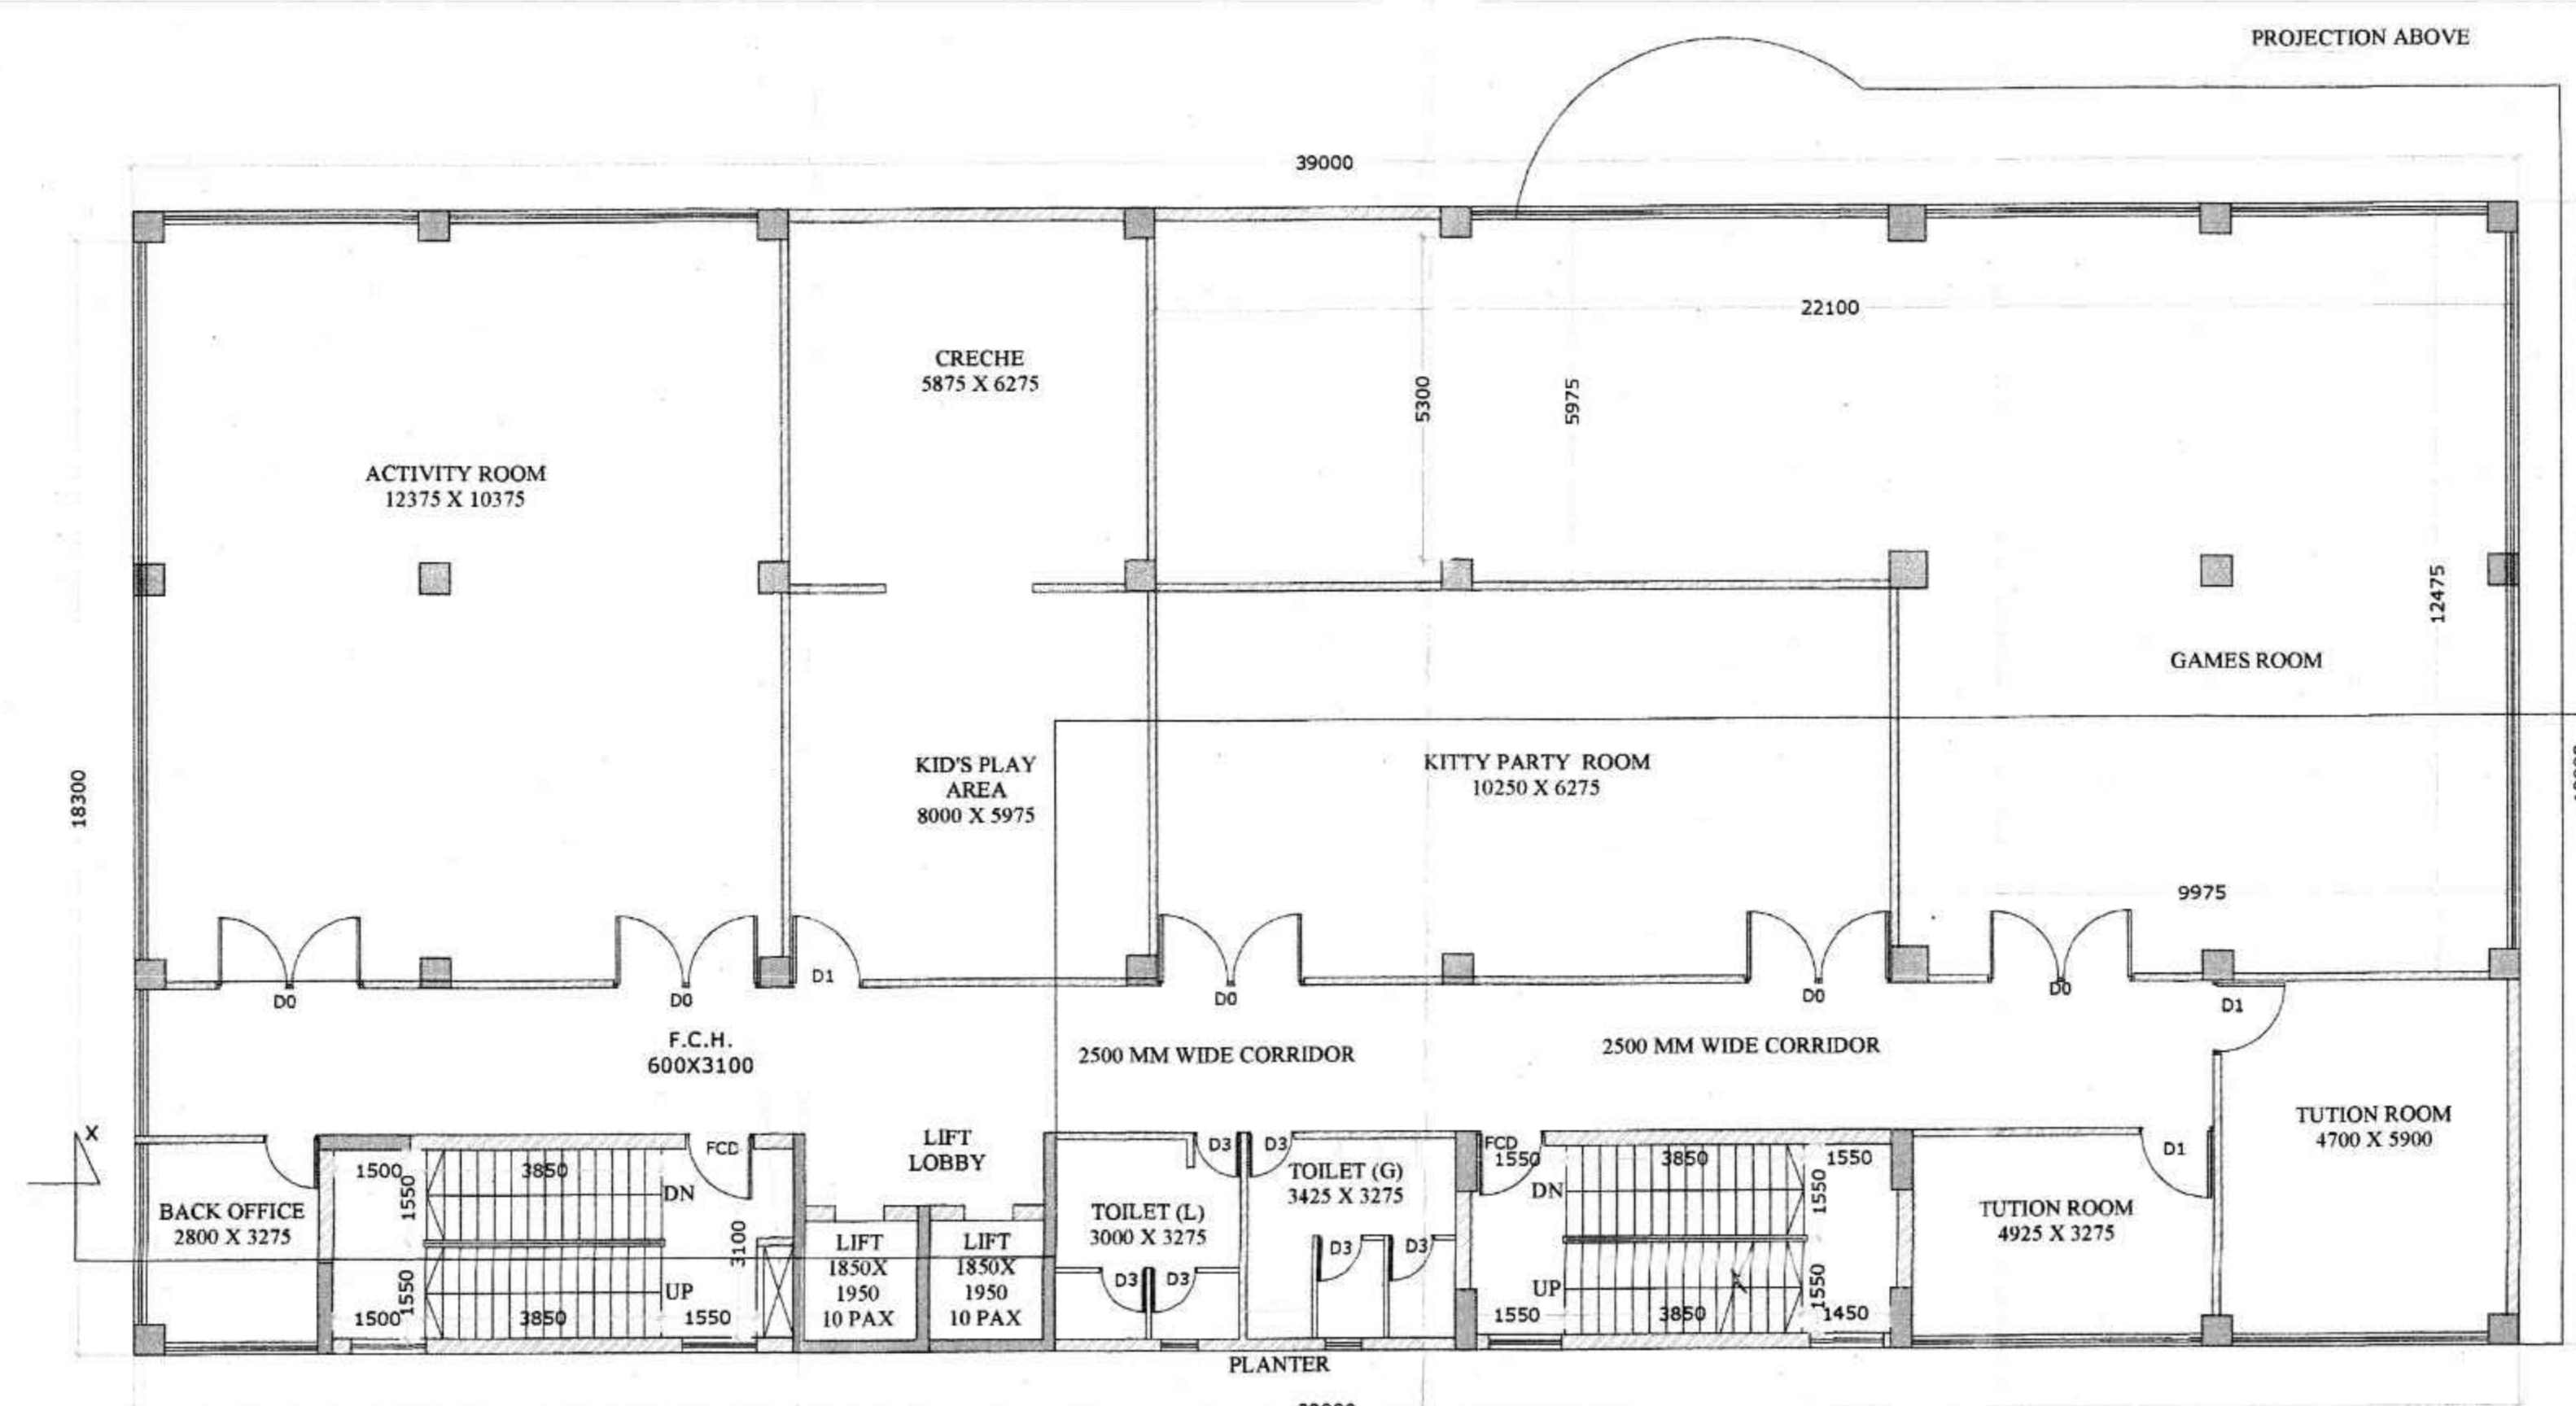 PROJECTION ABOVE
39000
22100
CRECHE
5875 X 6275
5300
5975
ACTIVITY ROOM
12375 X 10375
12475
GAMES ROOM
KID'S PLAY
AREA
8000 X 5975
KITTY PARTY ROOM
10250 X 6275
18300
9975
D0
D0
D1
D0
D0
D0
D1
F.C.H.
600X3100
2500 MM WIDE CORRIDOR
2500 MM WIDE CORRIDOR
X
LIFT
LOBBY
TUTION ROOM
4700 X 5900
FCD
D3
D3
FCD
D1
1500
3850
1550
DN
TOILET (G)
3425 X 3275
1550
3850
1550
DN
1550
BACK OFFICE
2800 X 3275
TOILET (L)
3000 X 3275
TUTION ROOM
4925 X 3275
3100
LIFT
1850X
1950
10 PAX
LIFT
1850X
1950
10 PAX
D3
D3
D3
D3
1550
UP
UP
1550
1500
3850
1550
1550
3850
1450
PLANTER